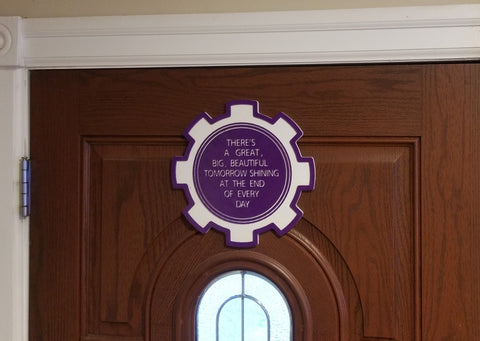 THERE'S
A GREAT,
BIG, BEAUTIFUL
TOMORROW SHINING
AT THE END
OF EVERY
DAY